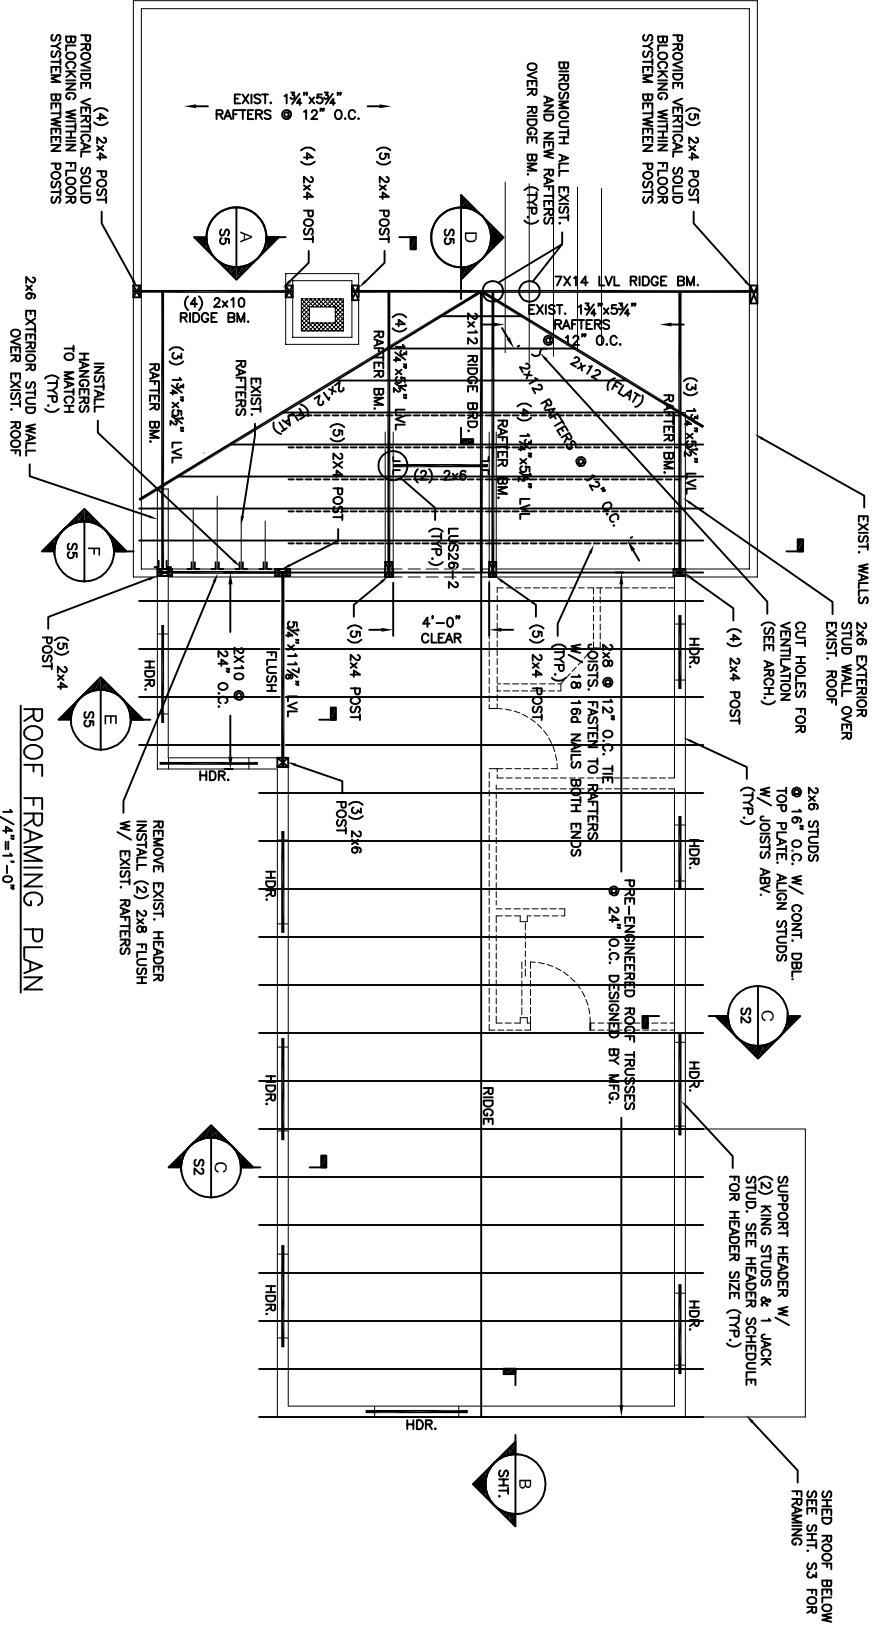 (5) 2x4 POST
PROVIDE VERTICAL SOLID
BLOCKING WITHIN FLOOR
SYSTEM BETWEEN POSTS
BIRDSMOUTH ALL EXIST.
AND NEW RAFTERS
OVER RIDGE BM. (TYP.)
EXIST. 1¾"x5¾"
RAFTERS @ 12" O.C.
(4) 2x4 POST
PROVIDE VERTICAL SOLID
BLOCKING WITHIN FLOOR
SYSTEM BETWEEN POSTS
(5) 2x4 POST
(4) 2x4 POST
D
S5
A
S5
7X14 LVL RIDGE BM.
(4) 2x10
RIDGE BM.
EXIST. 1¾"x5¾"
RAFTERS
@ 12" O.C.
2x12 (FLAT)
2x12 RAFTERS @ 12" O.C.
(3) 1¾"x5½" LVL
RAFTER BM.
(4) 1¾"x5½" LVL
RAFTER BM.
2x12 RIDGE BRD.
(4) 1¾"x5½" LVL
RAFTER BM.
(3) 1¾"x5½" LVL
RAFTER BM.
2x12 (FLAT)
EXIST.
RAFTERS
(2) 2x6
(5) 2X4 POST
LUS26-2
(TYP.)
INSTALL
HANGERS
TO MATCH
(TYP.)
2x6 EXTERIOR STUD WALL
OVER EXIST. ROOF
F
S5
EXIST. WALLS
2x6 EXTERIOR
STUD WALL OVER
EXIST. ROOF
CUT HOLES FOR
VENTILATION
(SEE ARCH.)
(4) 2x4 POST
2x8 @ 12" O.C. TIE
JOISTS. FASTEN TO RAFTERS
W/ 18 16d NAILS BOTH ENDS
(TYP.)
(5) 2x4 POST
4'-0"
CLEAR
(5) 2x4 POST
5¼"x11⅞" LVL
FLUSH
2X10 @
24" O.C.
HDR.
HDR.
HDR.
(5) 2x4
POST
E
S5
(3) 2x6
POST
2x6 STUDS
@ 16" O.C. W/ CONT. DBL.
TOP PLATE. ALIGN STUDS
W/ JOISTS ABV.
(TYP.)
REMOVE EXIST. HEADER
INSTALL (2) 2x8 FLUSH
W/ EXIST. RAFTERS
HDR.
HDR.
PRE-ENGINEERED ROOF TRUSSES
@ 24" O.C. DESIGNED BY MFG.
C
S2
HDR.
HDR.
RIDGE
C
S2
SUPPORT HEADER W/
(2) KING STUDS & 1 JACK
STUD. SEE HEADER SCHEDULE
FOR HEADER SIZE (TYP.)
HDR.
HDR.
HDR.
B
SHT.
SHED ROOF BELOW
SEE SHT. S3 FOR
FRAMING
ROOF FRAMING PLAN
1/4"=1'-0"